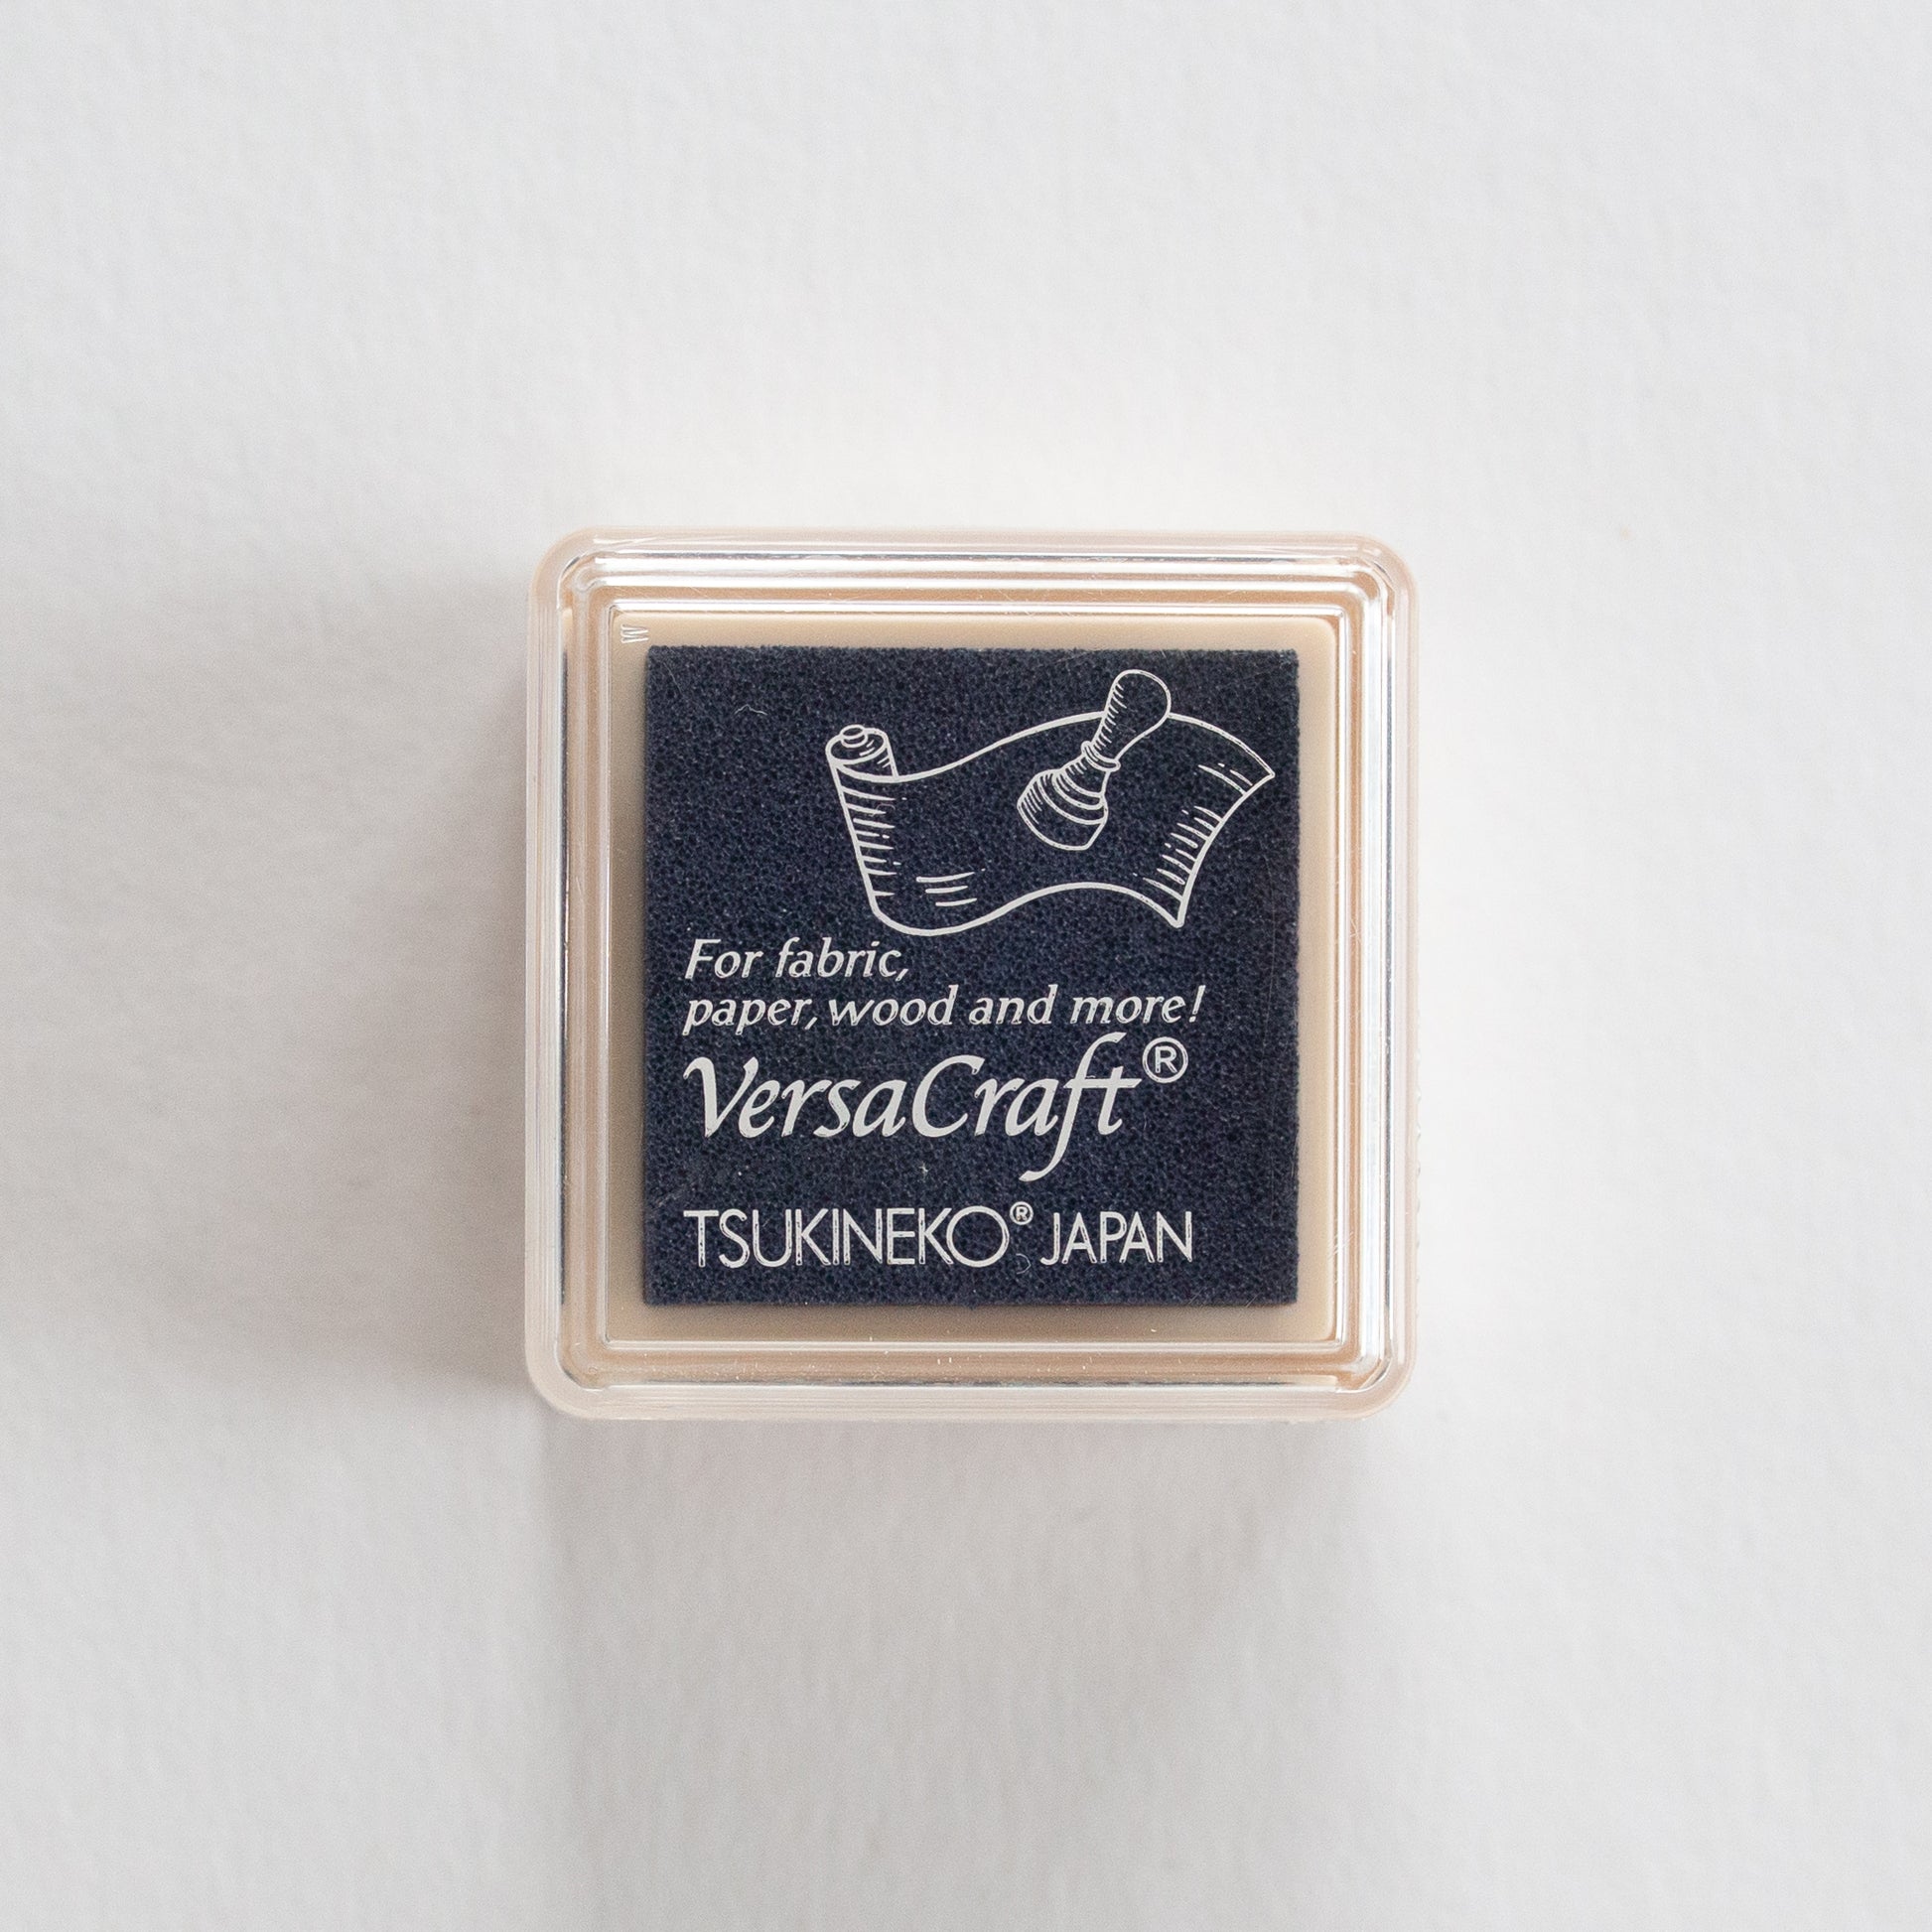 For fabric,
paper, wood and more!
VersaCraft®
TSUKINEKO® JAPAN